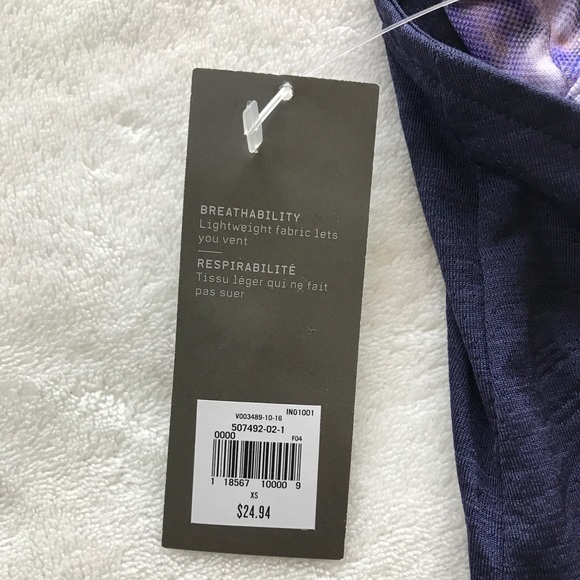 BREATHABILITY
Lightweight fabric lets
you vent
RESPIRABILITÉ
Tissu léger qui ne fait
pas suer
V003489-10-16 IN01001
507492-02-1
0000 F04
1 18567 10000 9
XS
$24.94